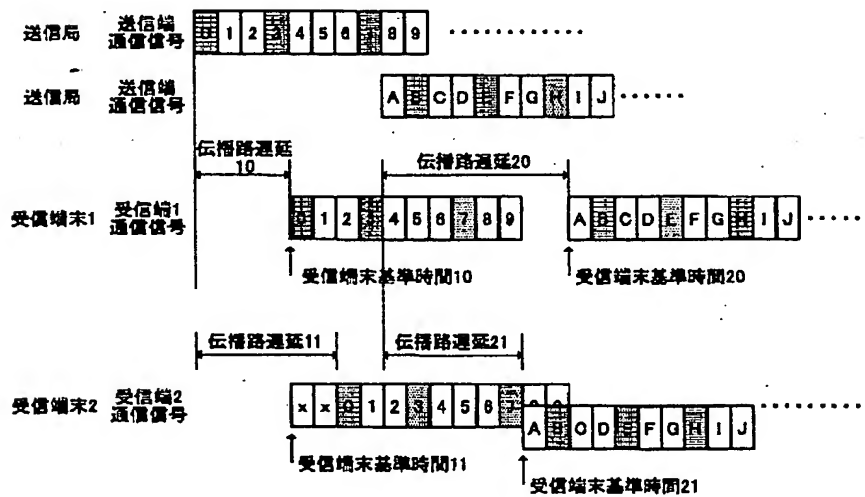 送信局 送信端 通信信号 0 1 2 3 4 5 6 7 8 9 ‥‥‥‥‥‥
送信局 送信端 通信信号 A B C D E F G H I J ‥‥‥
伝播路遅延 10
伝播路遅延20
受信端末1 受信端1 通信信号 0 1 2 3 4 5 6 7 8 9 A B C D E F G H I J ‥‥‥
受信端末基準時間10 受信端末基準時間20
伝播路遅延11 伝播路遅延21
受信端末2 受信端2 通信信号 x x 0 1 2 3 4 5 6 7
A B C D E F G H I J ‥‥‥‥
受信端末基準時間11 受信端末基準時間21